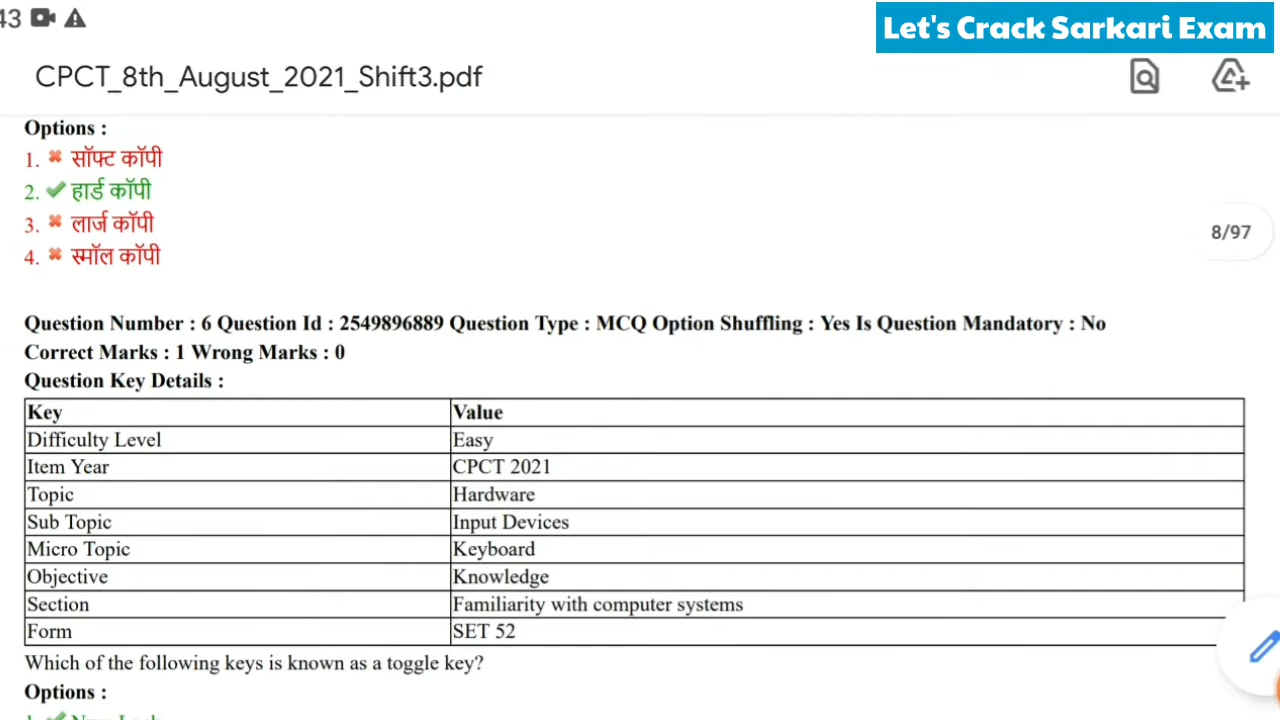 43
Let's Crack Sarkari Exam
CPCT_8th_August_2021_Shift3.pdf
Options :
1. सॉफ्ट कॉपी
2. हार्ड कॉपी
3. लार्ज कॉपी
4. स्मॉल कॉपी
8/97
Question Number : 6 Question Id : 2549896889 Question Type : MCQ Option Shuffling : Yes Is Question Mandatory : No
Correct Marks : 1 Wrong Marks : 0
Question Key Details :
Key Value
Difficulty Level Easy
Item Year CPCT 2021
Topic Hardware
Sub Topic Input Devices
Micro Topic Keyboard
Objective Knowledge
Section Familiarity with computer systems
Form SET 52
Which of the following keys is known as a toggle key?
Options :